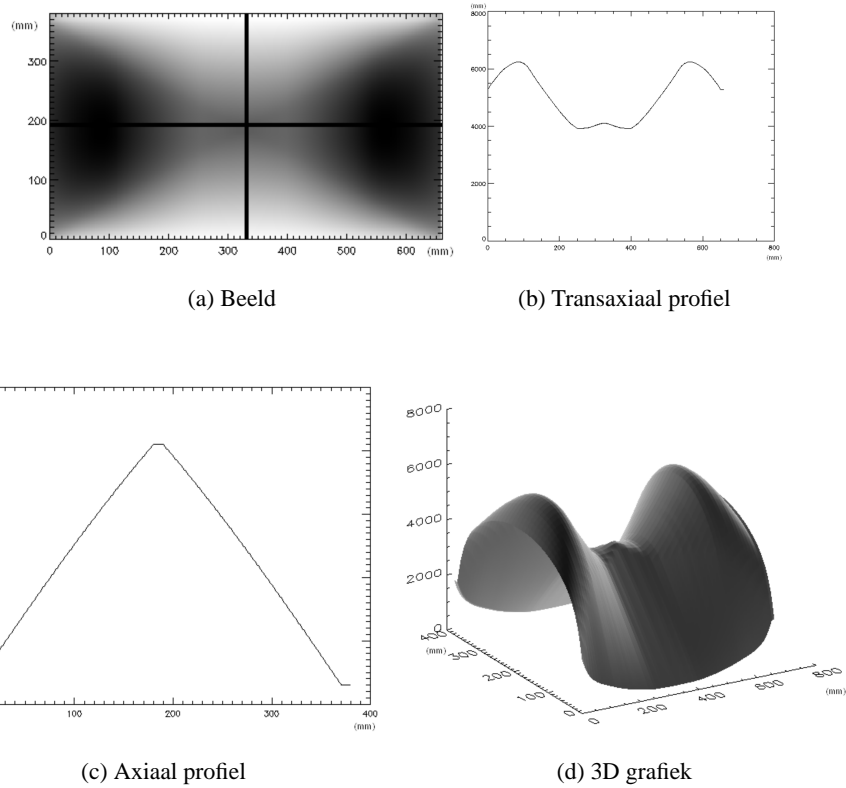 (mm)
300
200
100
0
0 100 200 300 400 500 600 (mm)
(a) Beeld
(mm)
8000
6000
4000
2000
0
0 200 400 600 800
(mm)
(b) Transaxiaal profiel
100 200 300 400
(mm)
(c) Axiaal profiel
8000
6000
4000
2000
0
400
(mm)
300
200
100
0
0 200 400 600 800
(mm)
(d) 3D grafiek